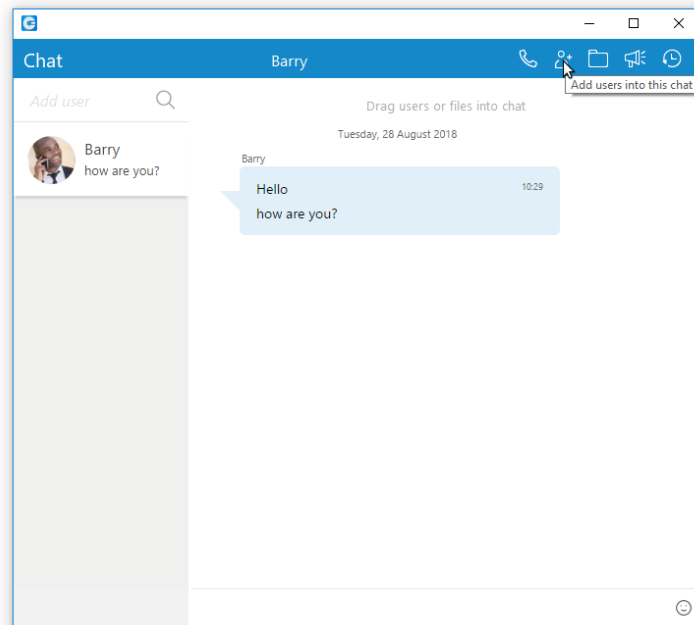 Chat
Barry
Add users into this chat
Add user
Barry
how are you?
Drag users or files into chat
Tuesday, 28 August 2018
Barry
Hello 10:29
how are you?